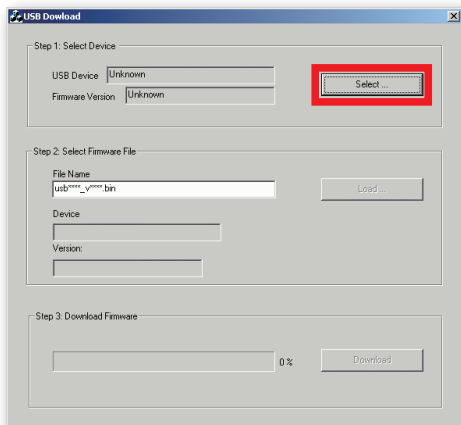 USB Dowload
Step 1: Select Device
USB Device Unknown
Select ...
Firmware Version Unknown
Step 2: Select Firmware File
File Name
usb****_v****.bin
Load ...
Device
Version:
Step 3: Download Firmware
0 %
Download